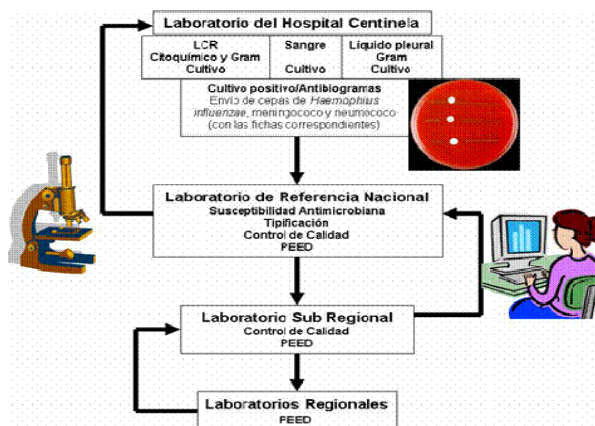 Laboratorio del Hospital Centinela
LCR
Citoquímico y Gram
Cultivo
Sangre
Cultivo
Líquido pleural
Gram
Cultivo
Cultivo positivo/Antibiogramas
Envío de cepas de Haemophius
influenzae, meningococo y neumococo
(con las fichas correspondientes)
Laboratorio de Referencia Nacional
Susceptibilidad Antimicrobiana
Tipificación
Control de Calidad
PEED
Laboratorio Sub Regional
Control de Calidad
PEED
Laboratorios Regionales
PEED